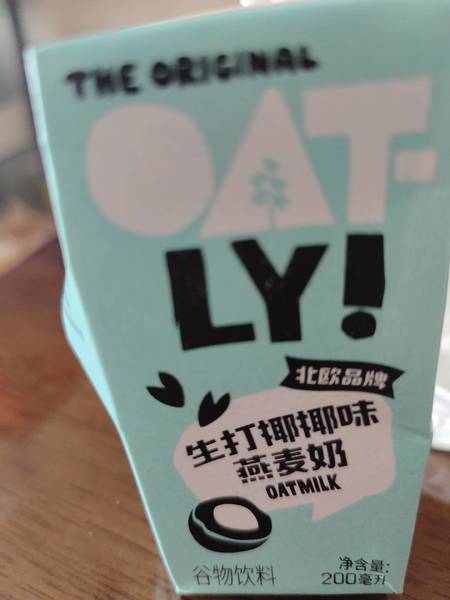 THE ORIGINAL
OAT-
LY!
北欧品牌
生打椰椰味
燕麦奶
OATMILK
谷物饮料
净含量:
200毫升